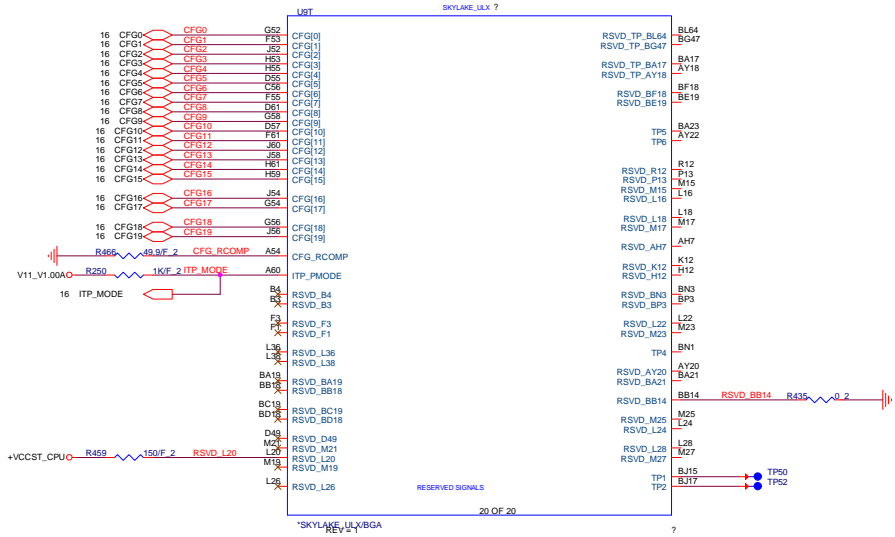 U9T
SKYLAKE_ULX ?
16 CFG0 CFG0 G52 CFG[0]
16 CFG1 CFG1 F53 CFG[1]
16 CFG2 CFG2 J52 CFG[2]
16 CFG3 CFG3 H53 CFG[3]
16 CFG4 CFG4 H55 CFG[4]
16 CFG5 CFG5 D55 CFG[5]
16 CFG6 CFG6 C56 CFG[6]
16 CFG7 CFG7 F55 CFG[7]
16 CFG8 CFG8 D61 CFG[8]
16 CFG9 CFG9 G58 CFG[9]
16 CFG10 CFG10 D57 CFG[10]
16 CFG11 CFG11 F61 CFG[11]
16 CFG12 CFG12 J60 CFG[12]
16 CFG13 CFG13 J58 CFG[13]
16 CFG14 CFG14 H61 CFG[14]
16 CFG15 CFG15 H59 CFG[15]
16 CFG16 CFG16 J54 CFG[16]
16 CFG17 CFG17 G54 CFG[17]
16 CFG18 CFG18 G56 CFG[18]
16 CFG19 CFG19 J56 CFG[19]
R466 49.9/F_2 CFG_RCOMP A54 CFG_RCOMP
V11_V1.00A R250 1K/F_2 ITP_MODE A60 ITP_PMODE
16 ITP_MODE
B4 RSVD_B4
B3 RSVD_B3
F3 RSVD_F3
F1 RSVD_F1
L36 RSVD_L36
L38 RSVD_L38
BA19 RSVD_BA19
BB18 RSVD_BB18
BC19 RSVD_BC19
BD18 RSVD_BD18
D49 RSVD_D49
M21 RSVD_M21
+VCCST_CPU R459 150/F_2 RSVD_L20 L20 RSVD_L20
M19 RSVD_M19
L26 RSVD_L26
RSVD_TP_BL64 BL64
RSVD_TP_BG47 BG47
RSVD_TP_BA17 BA17
RSVD_TP_AY18 AY18
RSVD_BF18 BF18
RSVD_BE19 BE19
TP5 BA23
TP6 AY22
RSVD_R12 R12
RSVD_P13 P13
RSVD_M15 M15
RSVD_L16 L16
RSVD_L18 L18
RSVD_M17 M17
RSVD_AH7 AH7
RSVD_K12 K12
RSVD_H12 H12
RSVD_BN3 BN3
RSVD_BP3 BP3
RSVD_L22 L22
RSVD_M23 M23
TP4 BN1
RSVD_AY20 AY20
RSVD_BA21 BA21
RSVD_BB14 BB14 RSVD_BB14 R435 0_2
RSVD_M25 M25
RSVD_L24 L24
RSVD_L28 L28
RSVD_M27 M27
TP1 BJ15 TP50
TP2 BJ17 TP52
RESERVED SIGNALS
20 OF 20
*SKYLAKE_ULX/BGA
REV = 1 ?